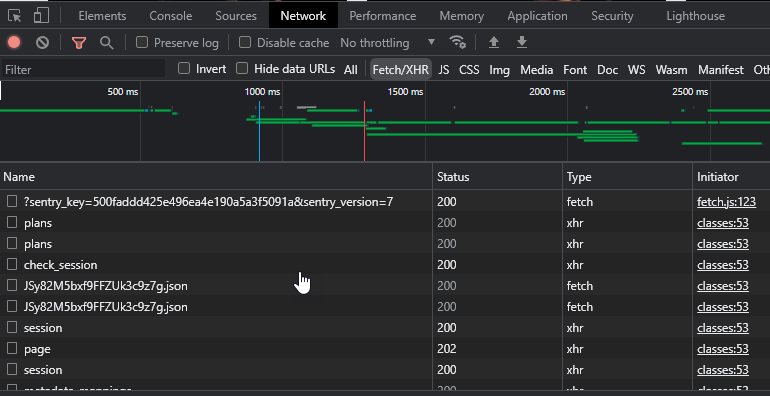 Elements Console Sources Network Performance Memory Application Security Lighthouse
Preserve log Disable cache No throttling
Filter Invert Hide data URLs All Fetch/XHR JS CSS Img Media Font Doc WS Wasm Manifest Oth
500 ms 1000 ms 1500 ms 2000 ms 2500 ms
Name Status Type Initiator
?sentry_key=500faddd425e496ea4e190a5a3f5091a&sentry_version=7 200 fetch fetch.js:123
plans 200 xhr classes:53
plans 200 xhr classes:53
check_session 200 xhr classes:53
JSy82M5bxf9FFZUk3c9z7g.json 200 fetch classes:53
JSy82M5bxf9FFZUk3c9z7g.json 200 fetch classes:53
session 200 xhr classes:53
page 202 xhr classes:53
session 200 xhr classes:53
metadata_mappings 200 xhr classes:53